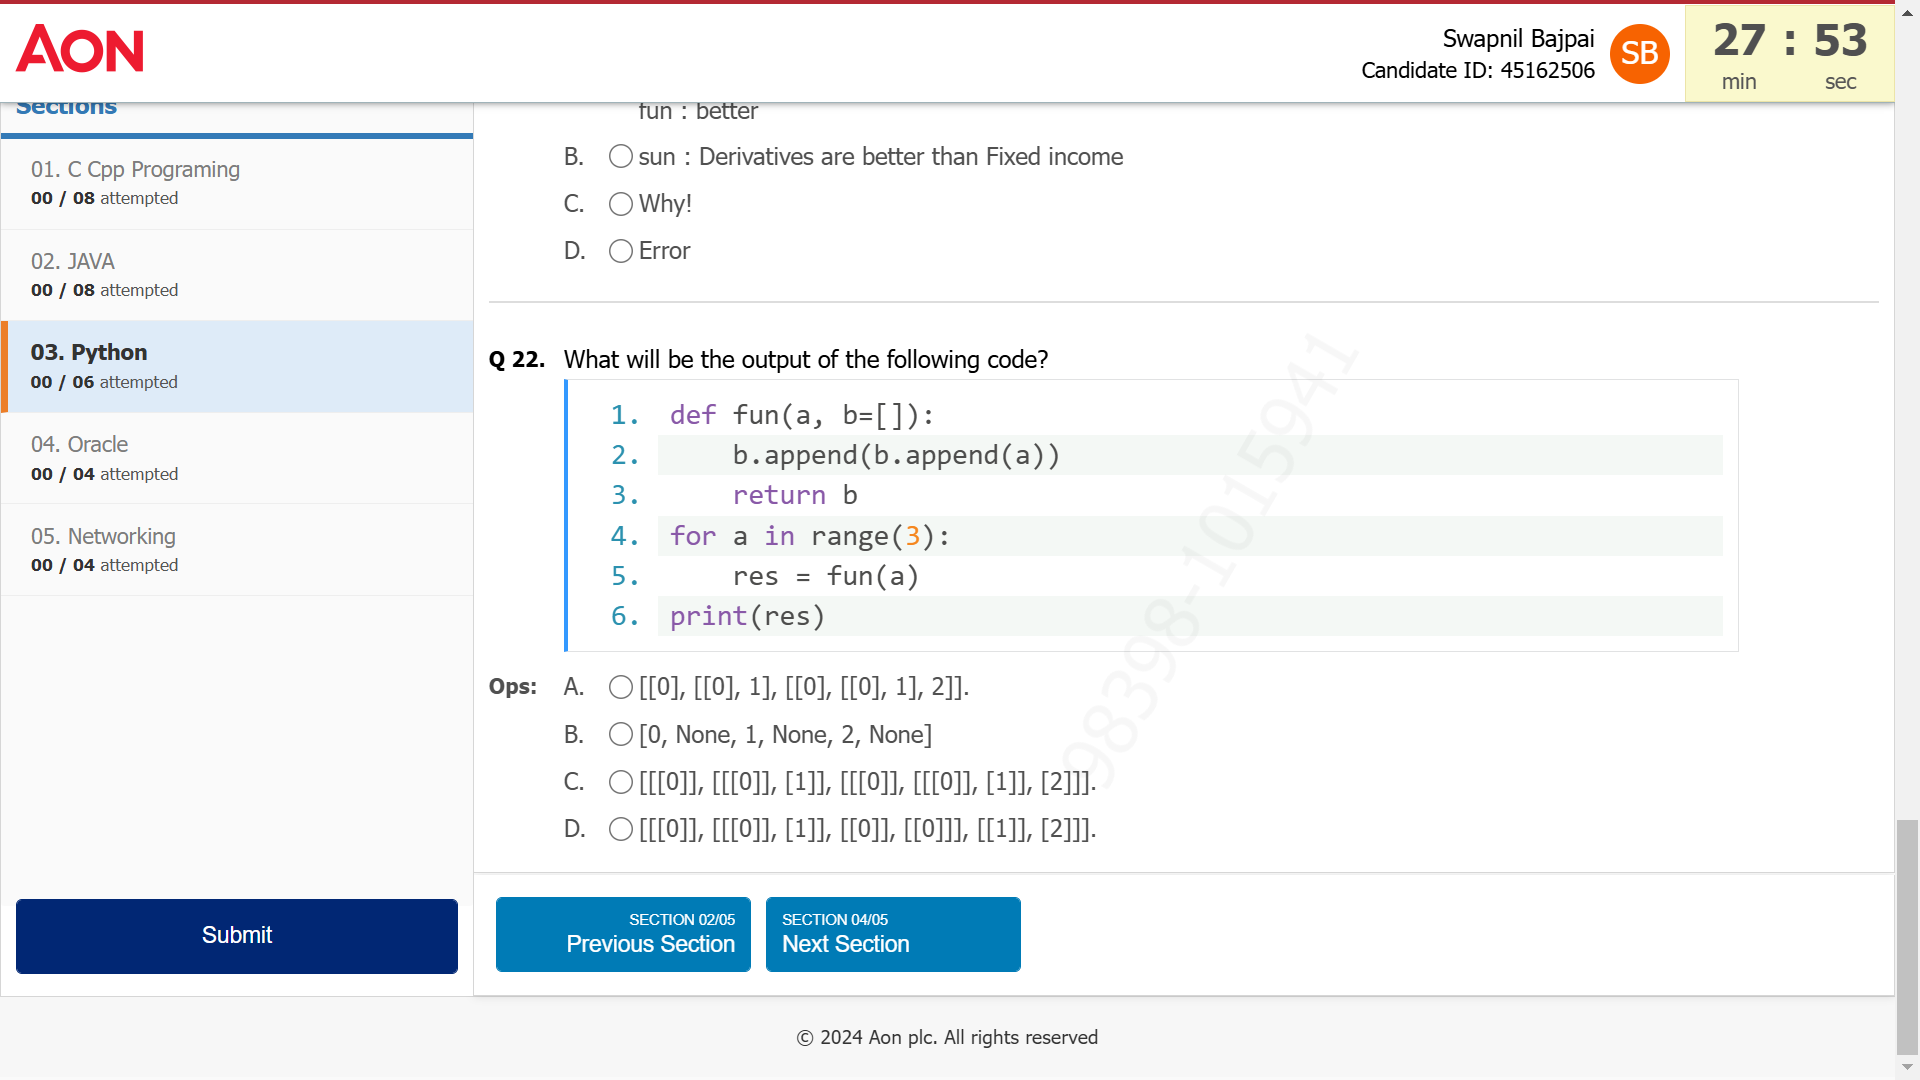 AON
Swapnil Bajpai
Candidate ID: 45162506
SB
27 : 53
min sec
Sections
01. C Cpp Programing
00 / 08 attempted
02. JAVA
00 / 08 attempted
03. Python
00 / 06 attempted
04. Oracle
00 / 04 attempted
05. Networking
00 / 04 attempted
Submit
fun : better
B. sun : Derivatives are better than Fixed income
C. Why!
D. Error
Q 22. What will be the output of the following code?
1. def fun(a, b=[]):
2.     b.append(b.append(a))
3.     return b
4. for a in range(3):
5.     res = fun(a)
6. print(res)
Ops: A. [[0], [[0], 1], [[0], [[0], 1], 2]].
B. [0, None, 1, None, 2, None]
C. [[[0]], [[[0]], [1]], [[[0]], [[[0]], [1]], [2]]].
D. [[[0]], [[[0]], [1]], [[0]], [[0]]], [[1]], [2]]].
98398-1015941
SECTION 02/05
Previous Section
SECTION 04/05
Next Section
© 2024 Aon plc. All rights reserved